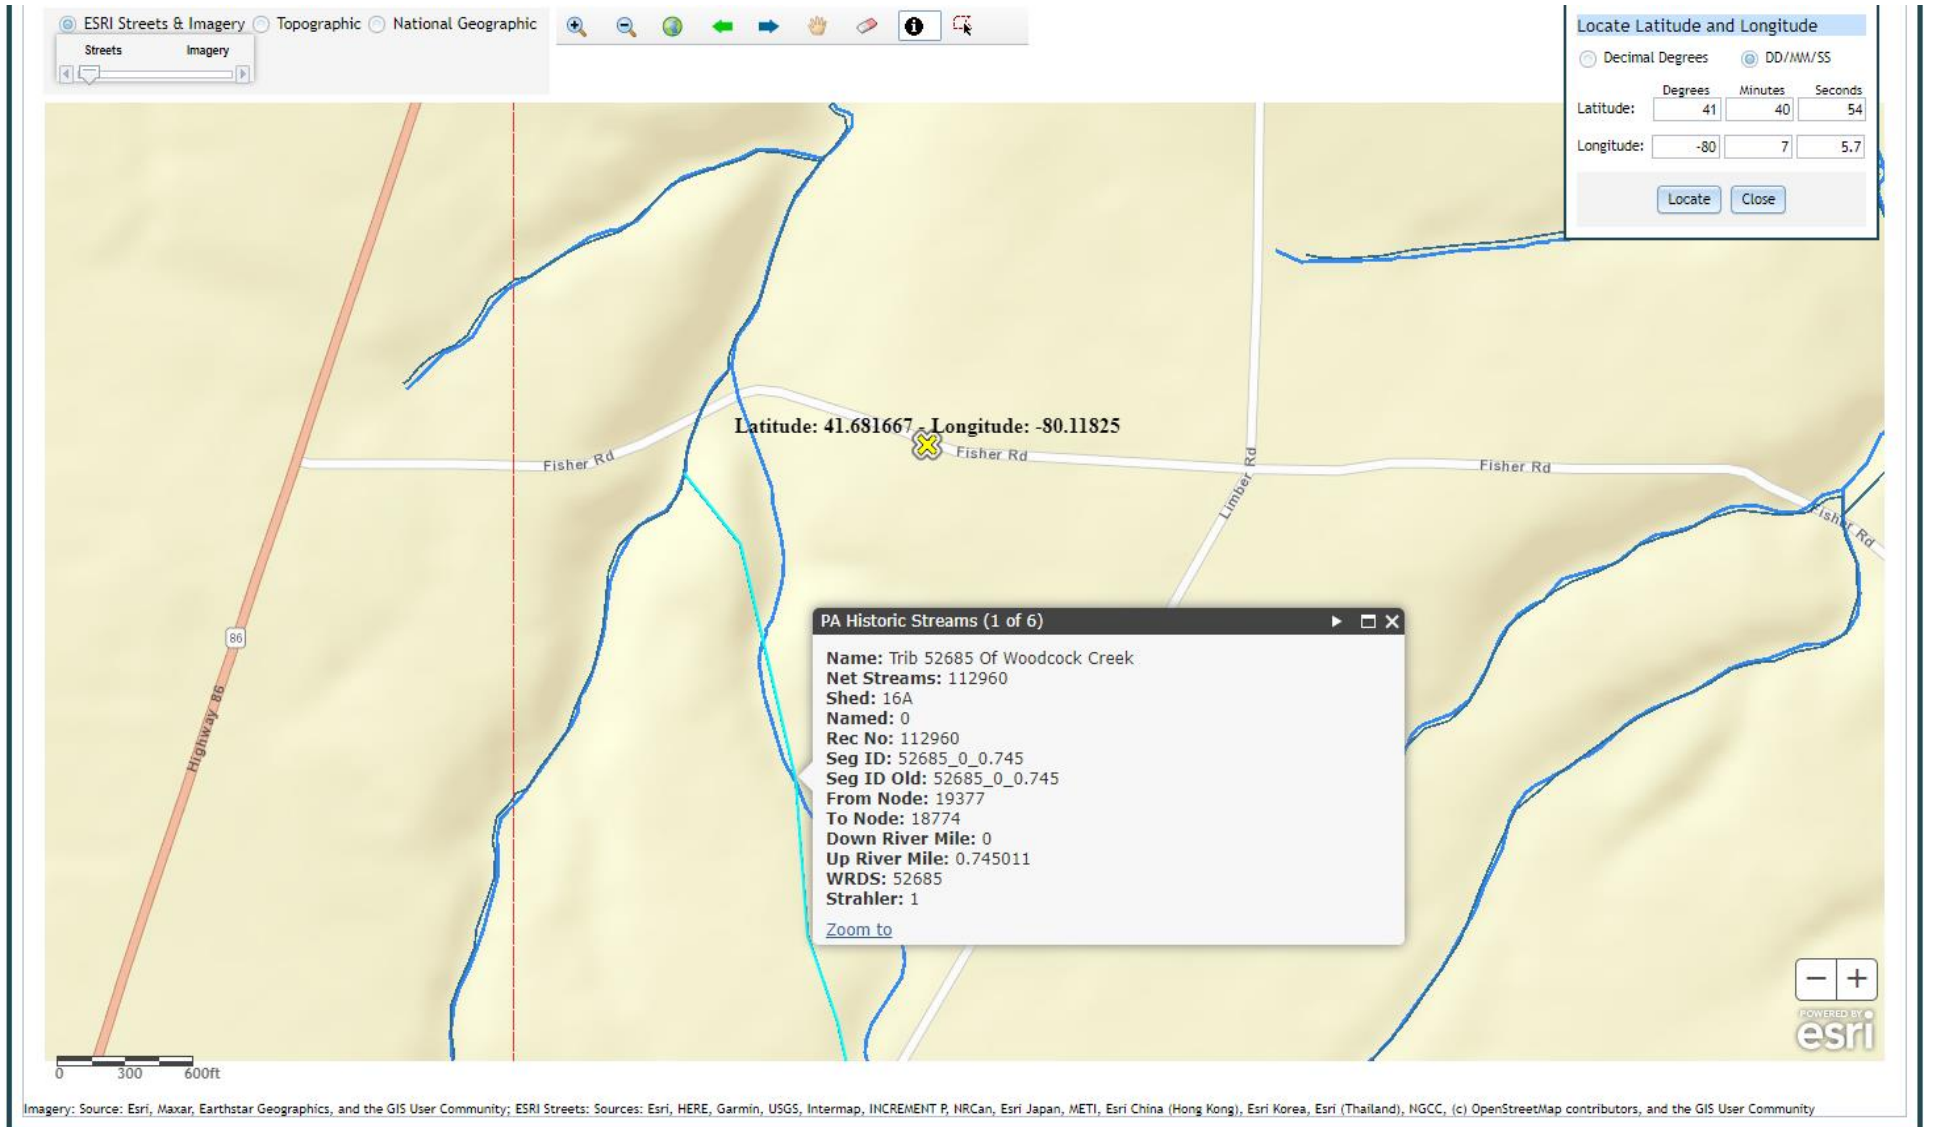 ESRI Streets & Imagery Topographic National Geographic
Streets Imagery
Locate Latitude and Longitude
Decimal Degrees DD/MM/SS
Degrees Minutes Seconds
Latitude: 41 40 54
Longitude: -80 7 5.7
Locate Close
Latitude: 41.681667 - Longitude: -80.11825
Fisher Rd
Fisher Rd
Fisher Rd
Limber Rd
Fisher Rd
86
Highway 86
PA Historic Streams (1 of 6)
Name: Trib 52685 Of Woodcock Creek
Net Streams: 112960
Shed: 16A
Named: 0
Rec No: 112960
Seg ID: 52685_0_0.745
Seg ID Old: 52685_0_0.745
From Node: 19377
To Node: 18774
Down River Mile: 0
Up River Mile: 0.745011
WRDS: 52685
Strahler: 1
Zoom to
POWERED BY
esri
0 300 600ft
Imagery: Source: Esri, Maxar, Earthstar Geographics, and the GIS User Community; ESRI Streets: Sources: Esri, HERE, Garmin, USGS, Intermap, INCREMENT P, NRCan, Esri Japan, METI, Esri China (Hong Kong), Esri Korea, Esri (Thailand), NGCC, (c) OpenStreetMap contributors, and the GIS User Community